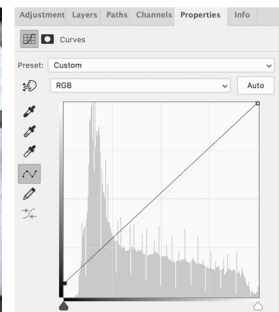 Adjustment Layers Paths Channels Properties Info
Curves
Preset: Custom
RGB Auto